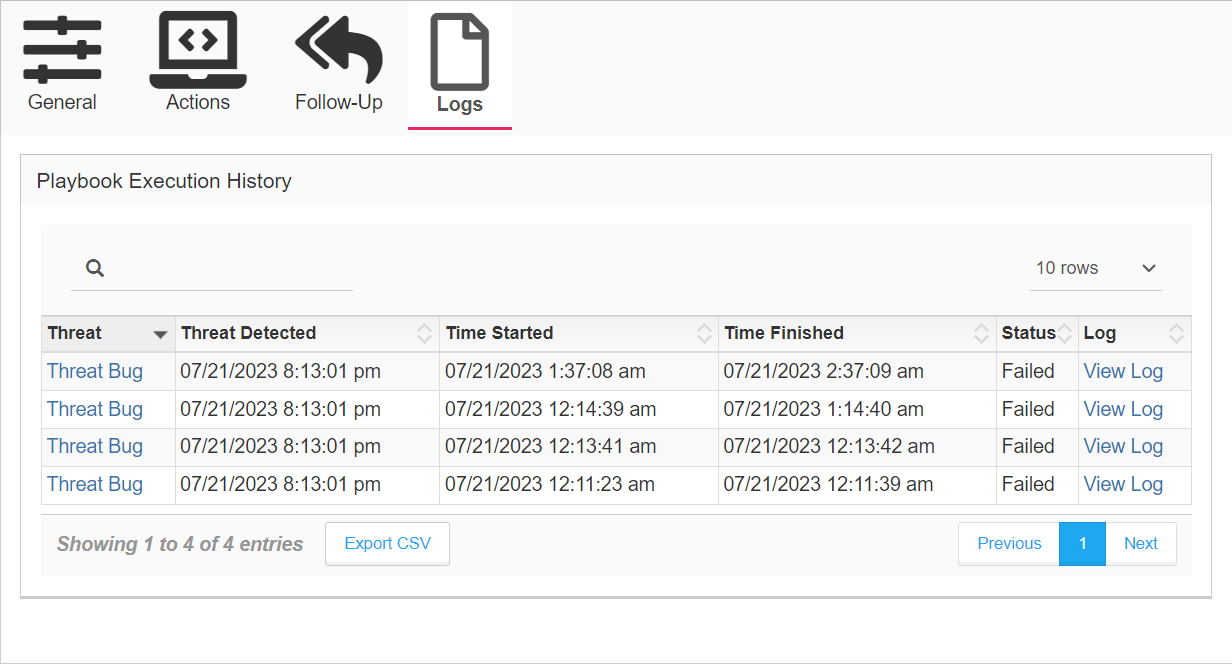 General Actions Follow-Up Logs
Playbook Execution History
10 rows
Threat Threat Detected Time Started Time Finished Status Log
Threat Bug 07/21/2023 8:13:01 pm 07/21/2023 1:37:08 am 07/21/2023 2:37:09 am Failed View Log
Threat Bug 07/21/2023 8:13:01 pm 07/21/2023 12:14:39 am 07/21/2023 1:14:40 am Failed View Log
Threat Bug 07/21/2023 8:13:01 pm 07/21/2023 12:13:41 am 07/21/2023 12:13:42 am Failed View Log
Threat Bug 07/21/2023 8:13:01 pm 07/21/2023 12:11:23 am 07/21/2023 12:11:39 am Failed View Log
Showing 1 to 4 of 4 entries Export CSV Previous 1 Next